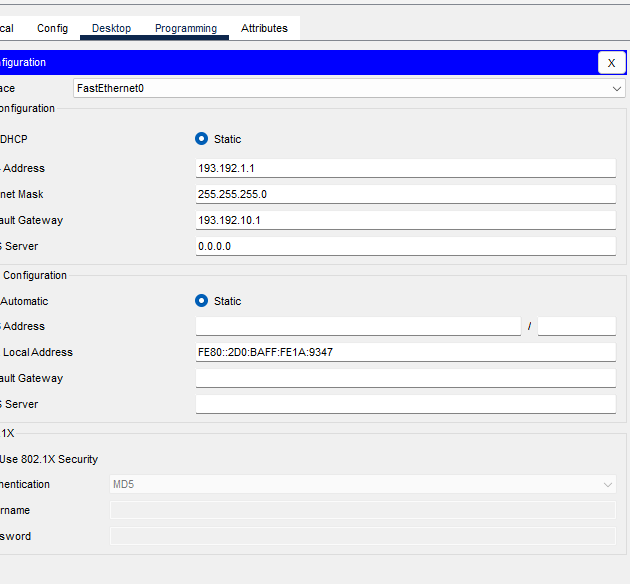 cal Config Desktop Programming Attributes
figuration X
ace FastEthernet0
onfiguration
DHCP Static
Address 193.192.1.1
net Mask 255.255.255.0
ault Gateway 193.192.10.1
S Server 0.0.0.0
Configuration
Automatic Static
Address /
Local Address FE80::2D0:BAFF:FE1A:9347
ault Gateway
S Server
1X
Use 802.1X Security
hentication MD5
rname
ssword